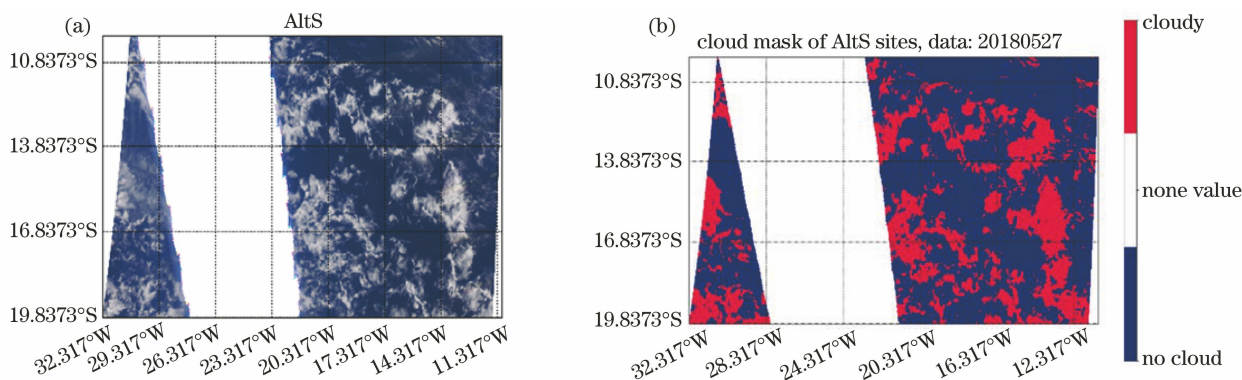 (a)
AltS
10.8373°S
13.8373°S
16.8373°S
19.8373°S
32.317°W
29.317°W
26.317°W
23.317°W
20.317°W
17.317°W
14.317°W
11.317°W
(b)
cloud mask of AltS sites, data: 20180527
10.8373°S
13.8373°S
16.8373°S
19.8373°S
32.317°W
28.317°W
24.317°W
20.317°W
16.317°W
12.317°W
cloudy
none value
no cloud